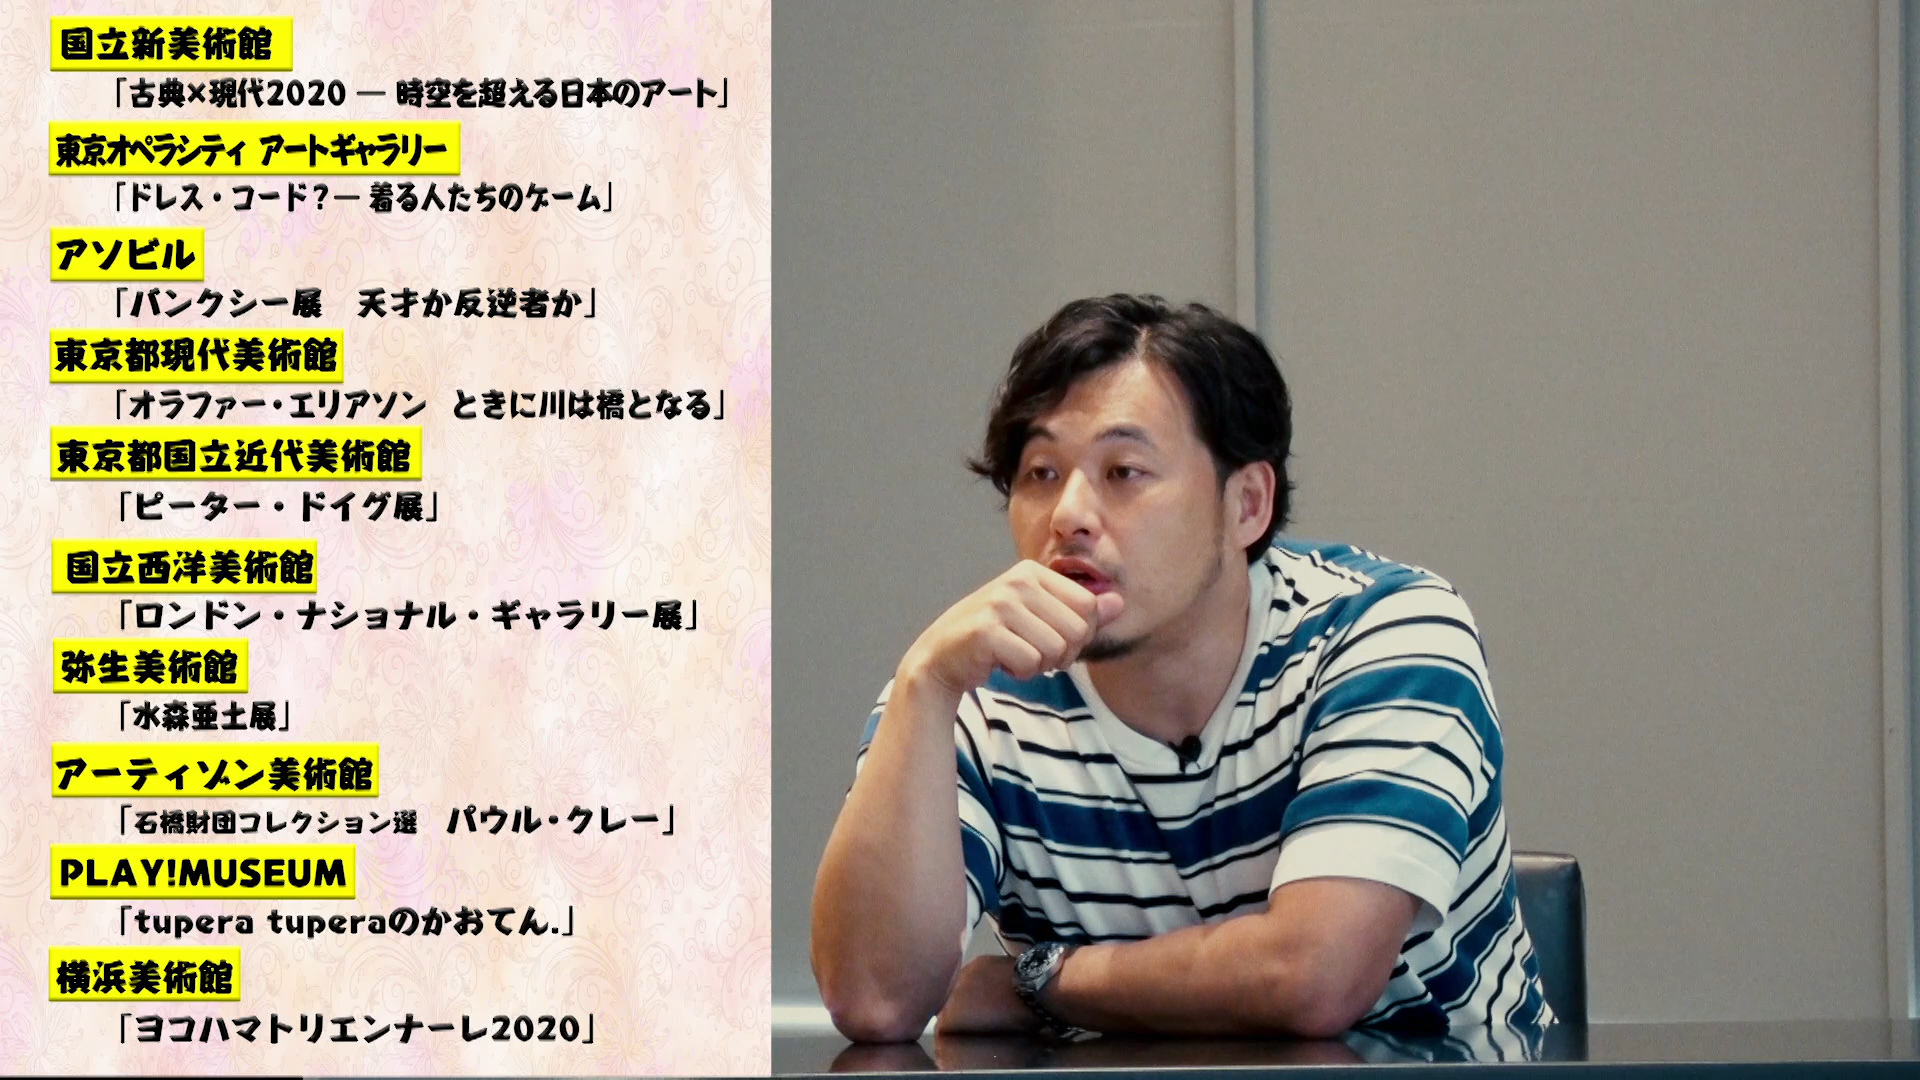 国立新美術館
「古典×現代2020 ― 時空を超える日本のアート」
東京オペラシティ アートギャラリー
「ドレス・コード？― 着る人たちのゲーム」
アソビル
「バンクシー展　天才か反逆者か」
東京都現代美術館
「オラファー・エリアソン　ときに川は橋となる」
東京都国立近代美術館
「ピーター・ドイグ展」
国立西洋美術館
「ロンドン・ナショナル・ギャラリー展」
弥生美術館
「水森亜土展」
アーティゾン美術館
「石橋財団コレクション選　パウル・クレー」
PLAY!MUSEUM
「tupera tuperaのかおてん.」
横浜美術館
「ヨコハマトリエンナーレ2020」